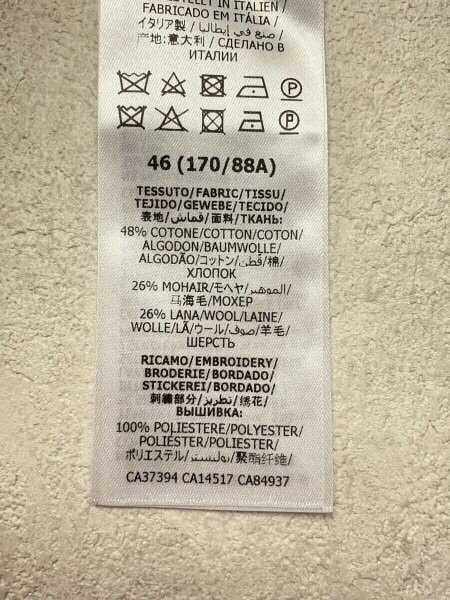 IN ITALIEN /
FABRICADO EM ITÁLIA /
イタリア製 / صنع في إيطاليا /
产地:意大利 / СДЕЛАНО В
ИТАЛИИ
P
P
46 (170/88A)
TESSUTO/FABRIC/TISSU/
TEJIDO/GEWEBE/TECIDO/
表地/قماش/面料/ТКАНЬ:
48% COTONE/COTTON/COTON/
ALGODON/BAUMWOLLE/
ALGODÃO/コットン/قطن/棉/
ХЛОПОК
26% MOHAIR/モヘヤ/الموهير/
马海毛/МОХЕР
26% LANA/WOOL/LAINE/
WOLLE/LÃ/ウール/صوف/羊毛/
ШЕРСТЬ
RICAMO/EMBROIDERY/
BRODERIE/BORDADO/
STICKEREI/BORDADO/
刺繍部分/تطريز/绣花/
ВЫШИВКА:
100% POLIESTERE/POLYESTER/
POLIÉSTER/POLIESTER/
ポリエステル/بوليستر/聚酯纤维/
CA37394 CA14517 CA84937